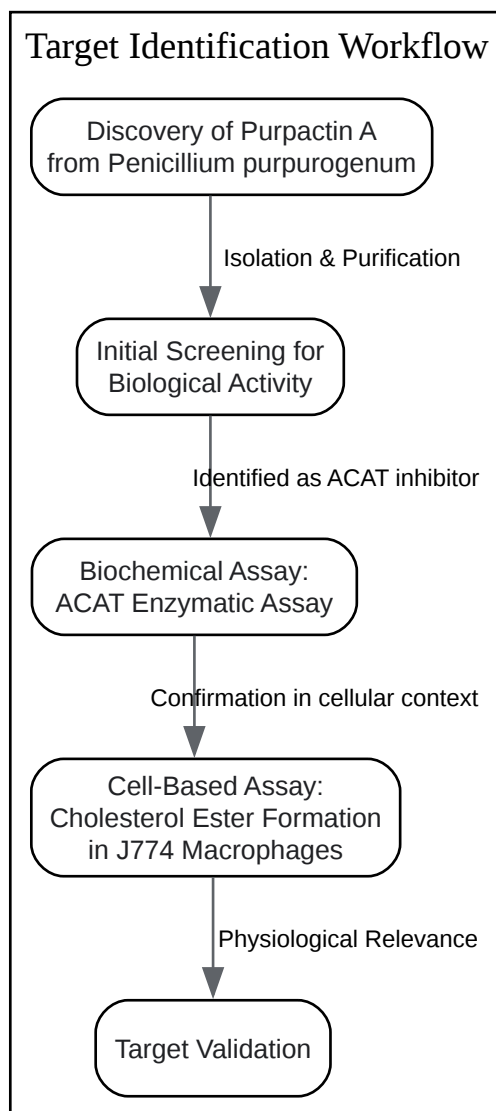 Target Identification Workflow
Discovery of Purpactin A
from Penicillium purpurogenum
Isolation & Purification
Initial Screening for
Biological Activity
Identified as ACAT inhibitor
Biochemical Assay:
ACAT Enzymatic Assay
Confirmation in cellular context
Cell-Based Assay:
Cholesterol Ester Formation
in J774 Macrophages
Physiological Relevance
Target Validation